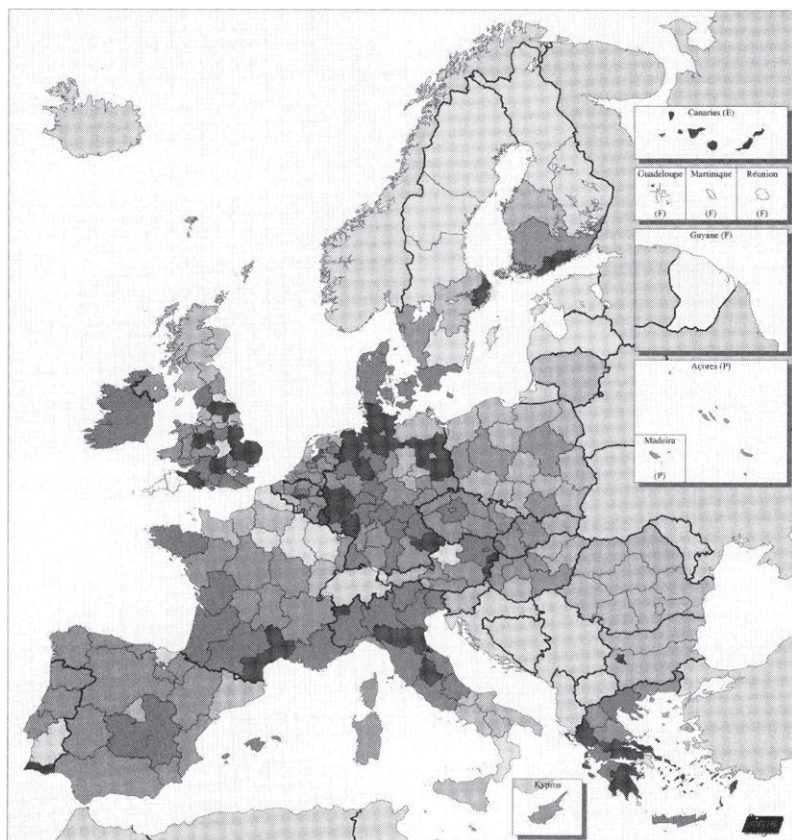 Canarias (E)
Guadeloupe
(F)
Martinique
(F)
Réunion
(F)
Guyane (F)
Açores (P)
Madeira
(P)
Kypros